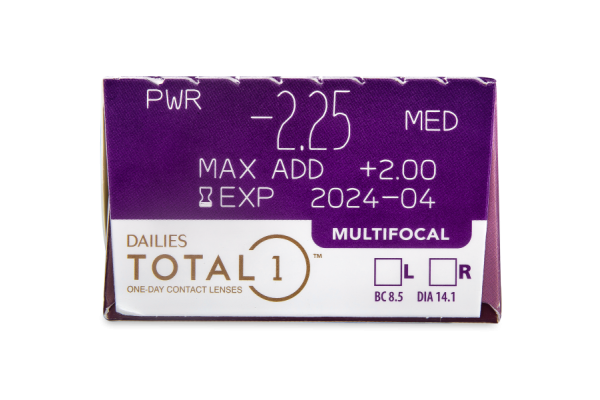 PWR -2.25 MED
MAX ADD +2.00
EXP 2024-04
MULTIFOCAL
DAILIES
TOTAL 1™
ONE-DAY CONTACT LENSES
L R
BC 8.5 DIA 14.1